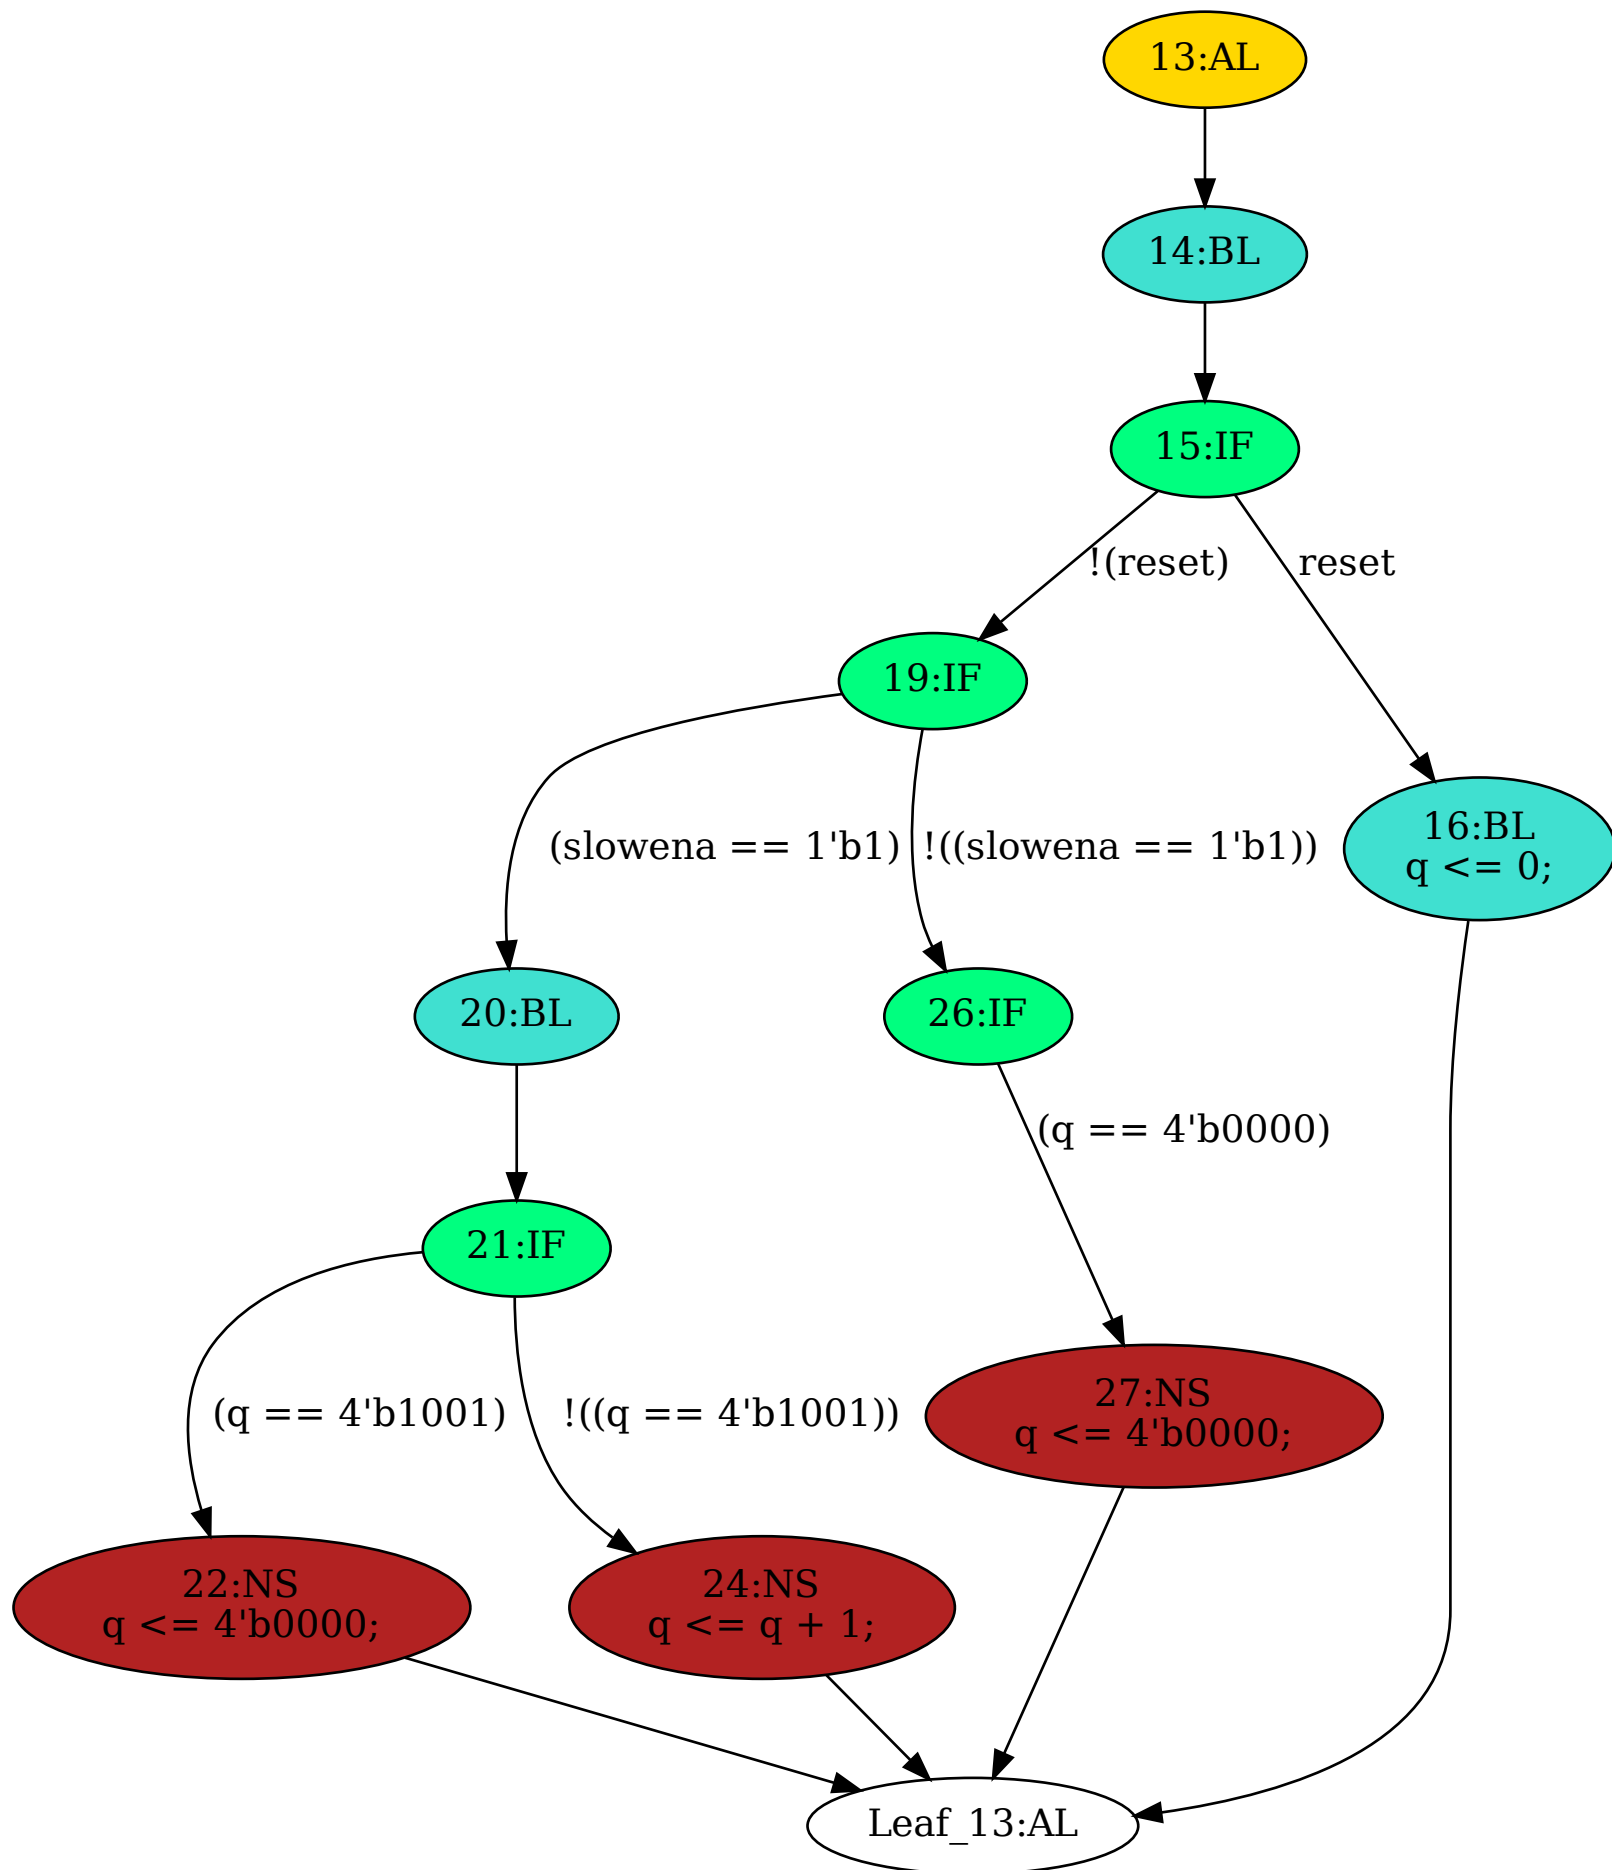 13:AL
14:BL
15:IF
!(reset)
reset
19:IF
16:BL
q <= 0;
(slowena == 1'b1)
!((slowena == 1'b1))
20:BL
26:IF
(q == 4'b0000)
21:IF
(q == 4'b1001)
!((q == 4'b1001))
27:NS
q <= 4'b0000;
22:NS
q <= 4'b0000;
24:NS
q <= q + 1;
Leaf_13:AL